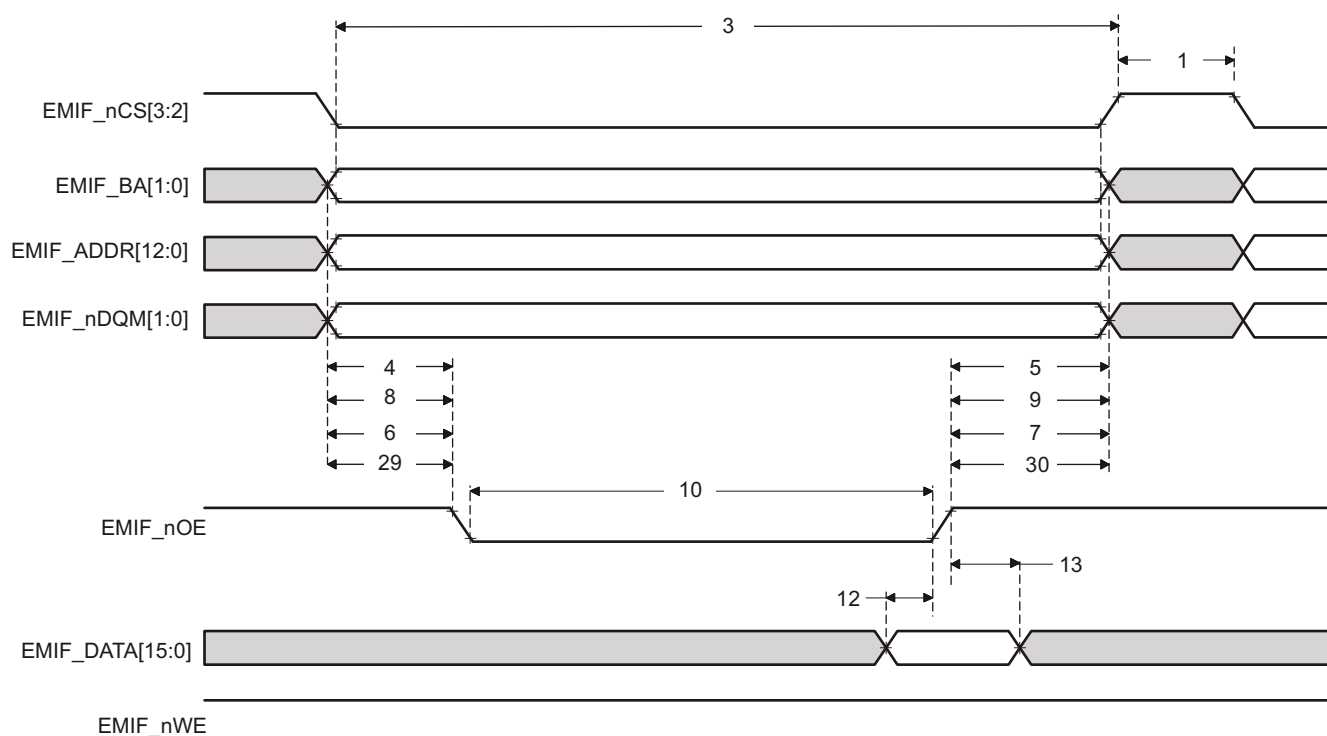 3
1
EMIF_nCS[3:2]
EMIF_BA[1:0]
EMIF_ADDR[12:0]
EMIF_nDQM[1:0]
4
5
8
9
6
7
29
30
10
EMIF_nOE
13
12
EMIF_DATA[15:0]
EMIF_nWE